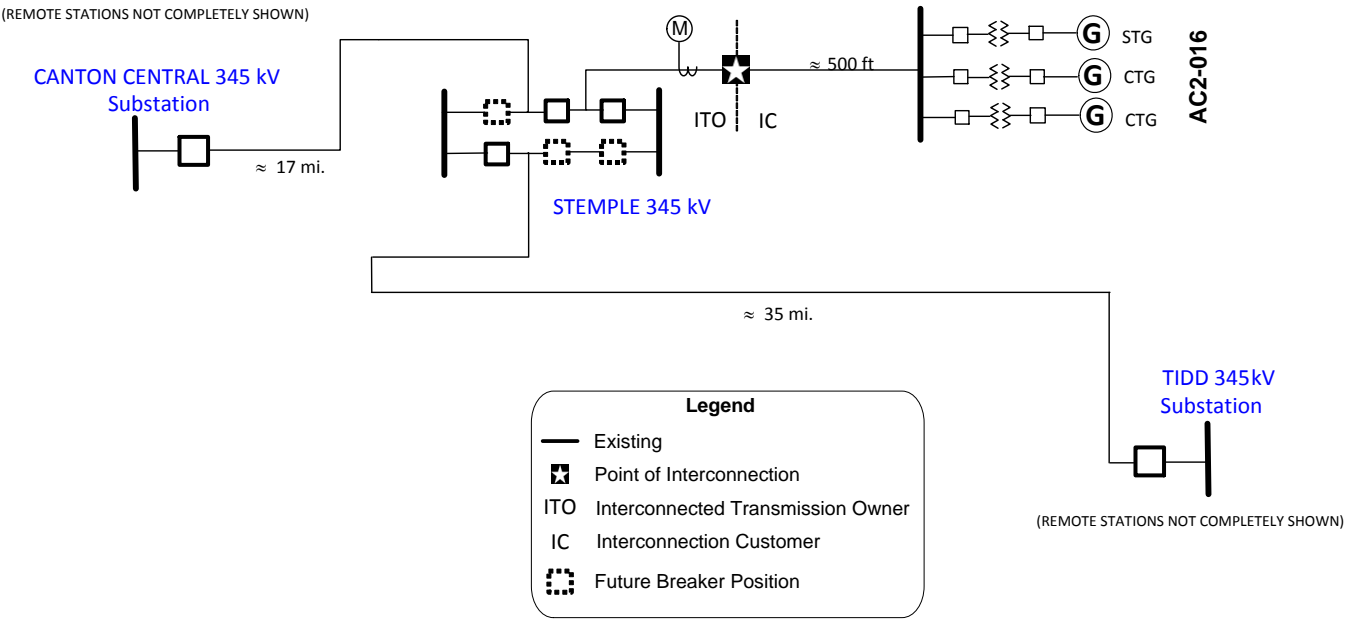 (REMOTE STATIONS NOT COMPLETELY SHOWN)
CANTON CENTRAL 345 kV
Substation
≈ 17 mi.
M
ITO
IC
≈ 500 ft
G
STG
G
CTG
G
CTG
AC2-016
STEMPLE 345 kV
≈ 35 mi.
TIDD 345kV
Substation
(REMOTE STATIONS NOT COMPLETELY SHOWN)
Legend
Existing
Point of Interconnection
ITO Interconnected Transmission Owner
IC Interconnection Customer
Future Breaker Position